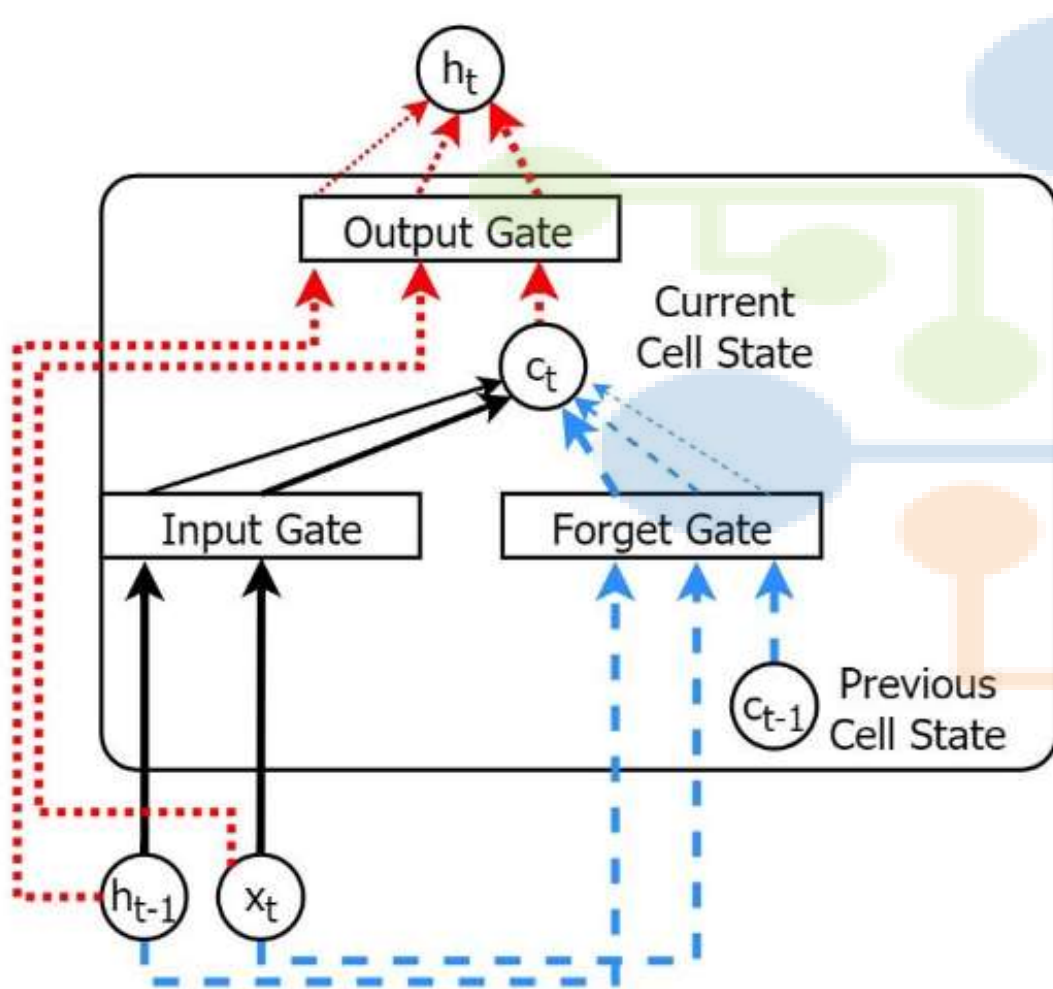 hₜ
Output Gate
Current
Cell State
cₜ
Input Gate
Forget Gate
cₜ₋₁
Previous
Cell State
hₜ₋₁
xₜ